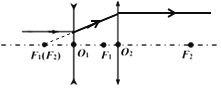 F₁(F₂) O₁ F₁ O₂ F₂